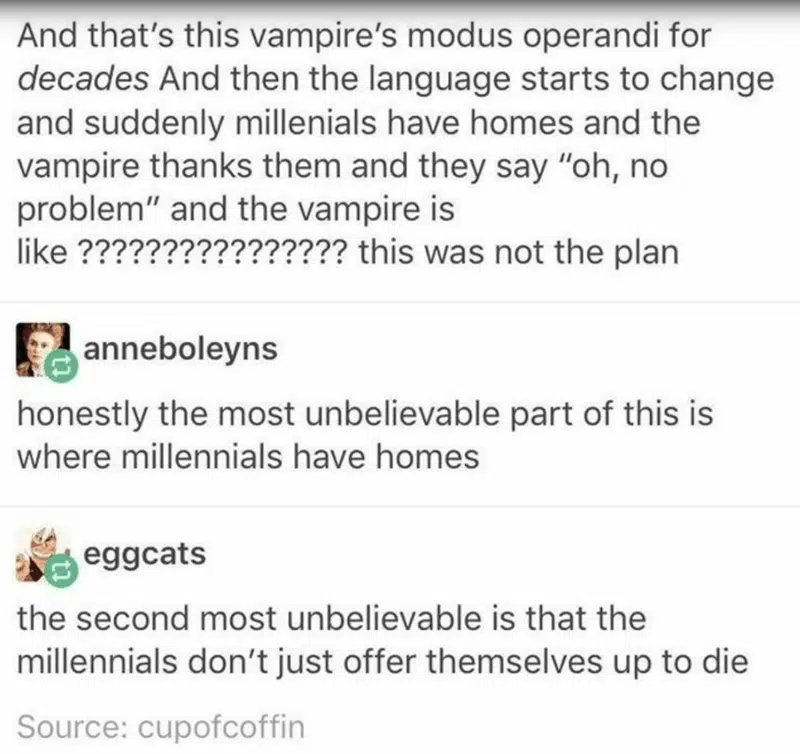 And that's this vampire's modus operandi for
decades And then the language starts to change
and suddenly millenials have homes and the
vampire thanks them and they say "oh, no
problem" and the vampire is
like ???????????????? this was not the plan
anneboleyns
honestly the most unbelievable part of this is
where millennials have homes
eggcats
the second most unbelievable is that the
millennials don't just offer themselves up to die
Source: cupofcoffin